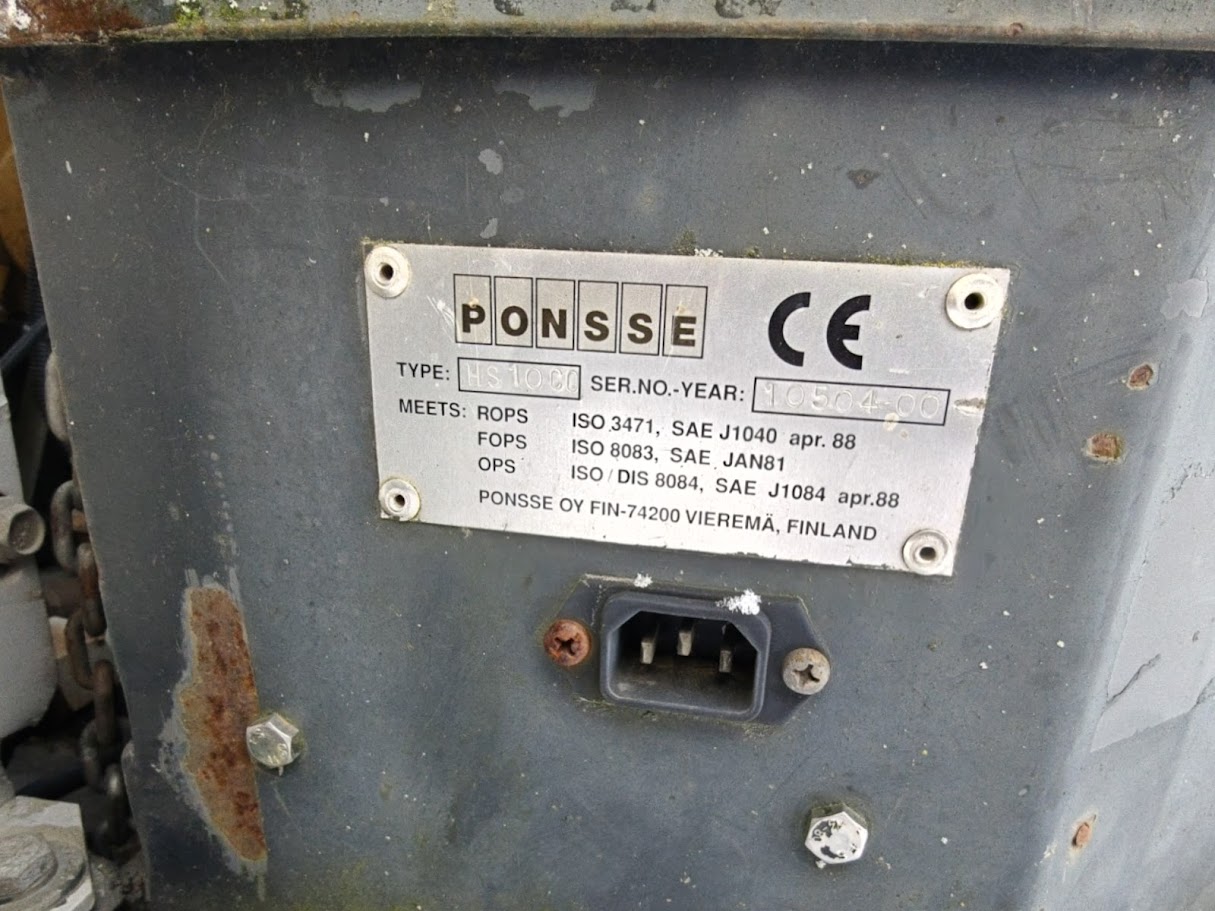 PONSSE CE
TYPE: HS1000 SER.NO.-YEAR: 10504-00
MEETS: ROPS ISO 3471, SAE J1040 apr. 88
FOPS ISO 8083, SAE JAN81
OPS ISO/DIS 8084, SAE J1084 apr.88
PONSSE OY FIN-74200 VIEREMÄ, FINLAND